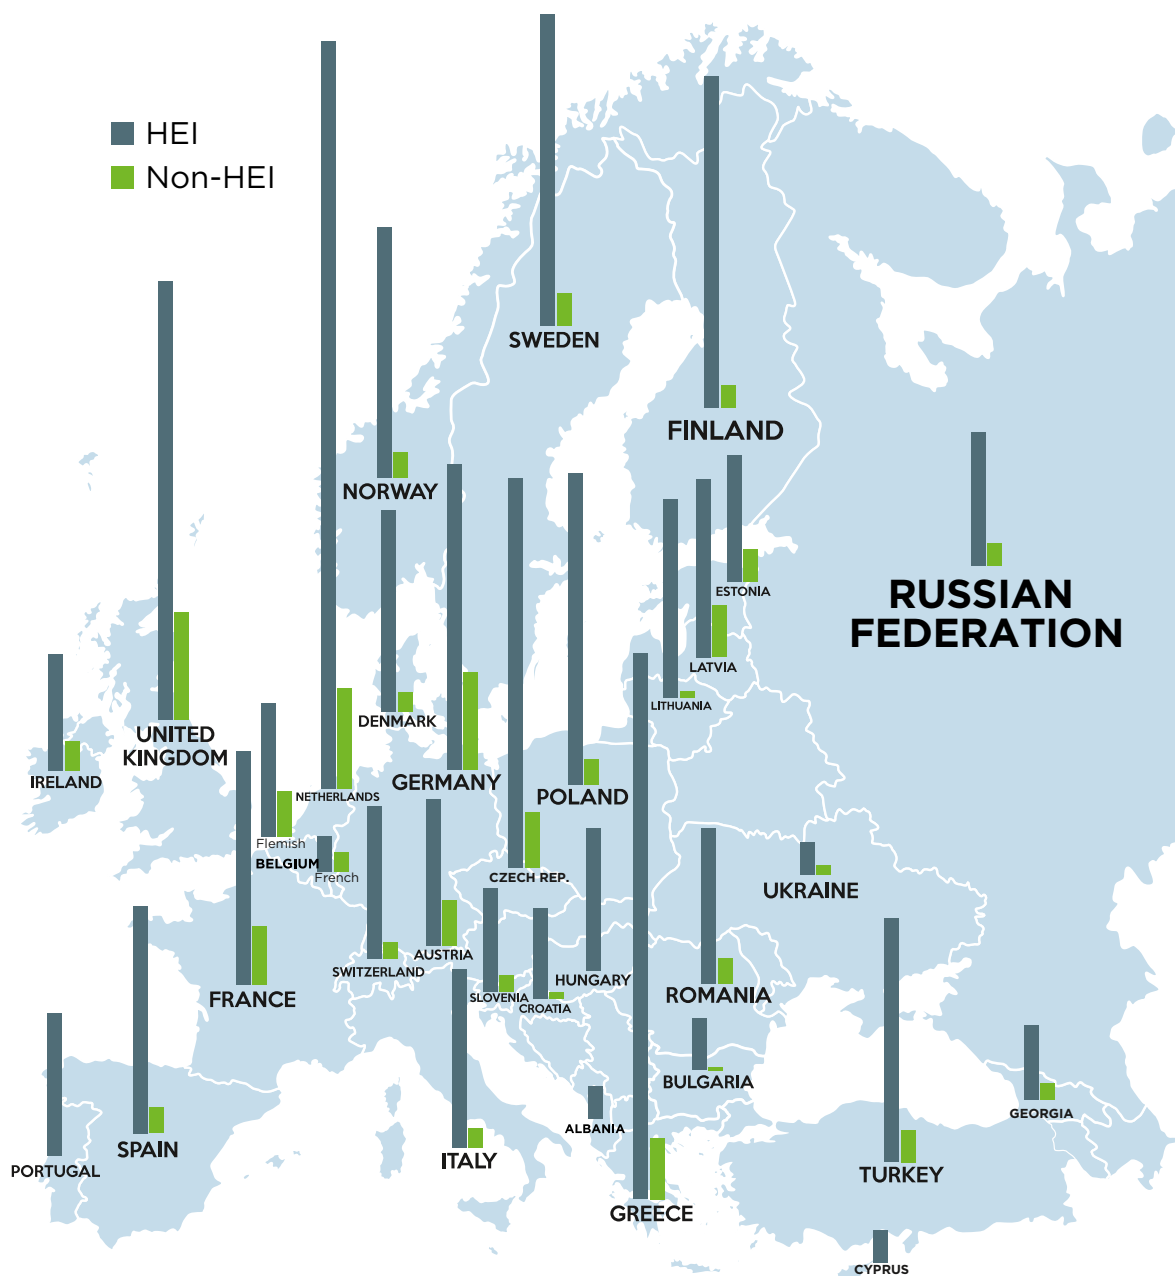 HEI
Non-HEI
SWEDEN
FINLAND
NORWAY
ESTONIA
RUSSIAN
FEDERATION
LATVIA
LITHUANIA
DENMARK
UNITED
KINGDOM
IRELAND
GERMANY
NETHERLANDS
POLAND
Flemish
BELGIUM
French
CZECH REP.
UKRAINE
AUSTRIA
SWITZERLAND
HUNGARY
SLOVENIA
CROATIA
FRANCE
ROMANIA
BULGARIA
GEORGIA
ALBANIA
SPAIN
ITALY
PORTUGAL
TURKEY
GREECE
CYPRUS